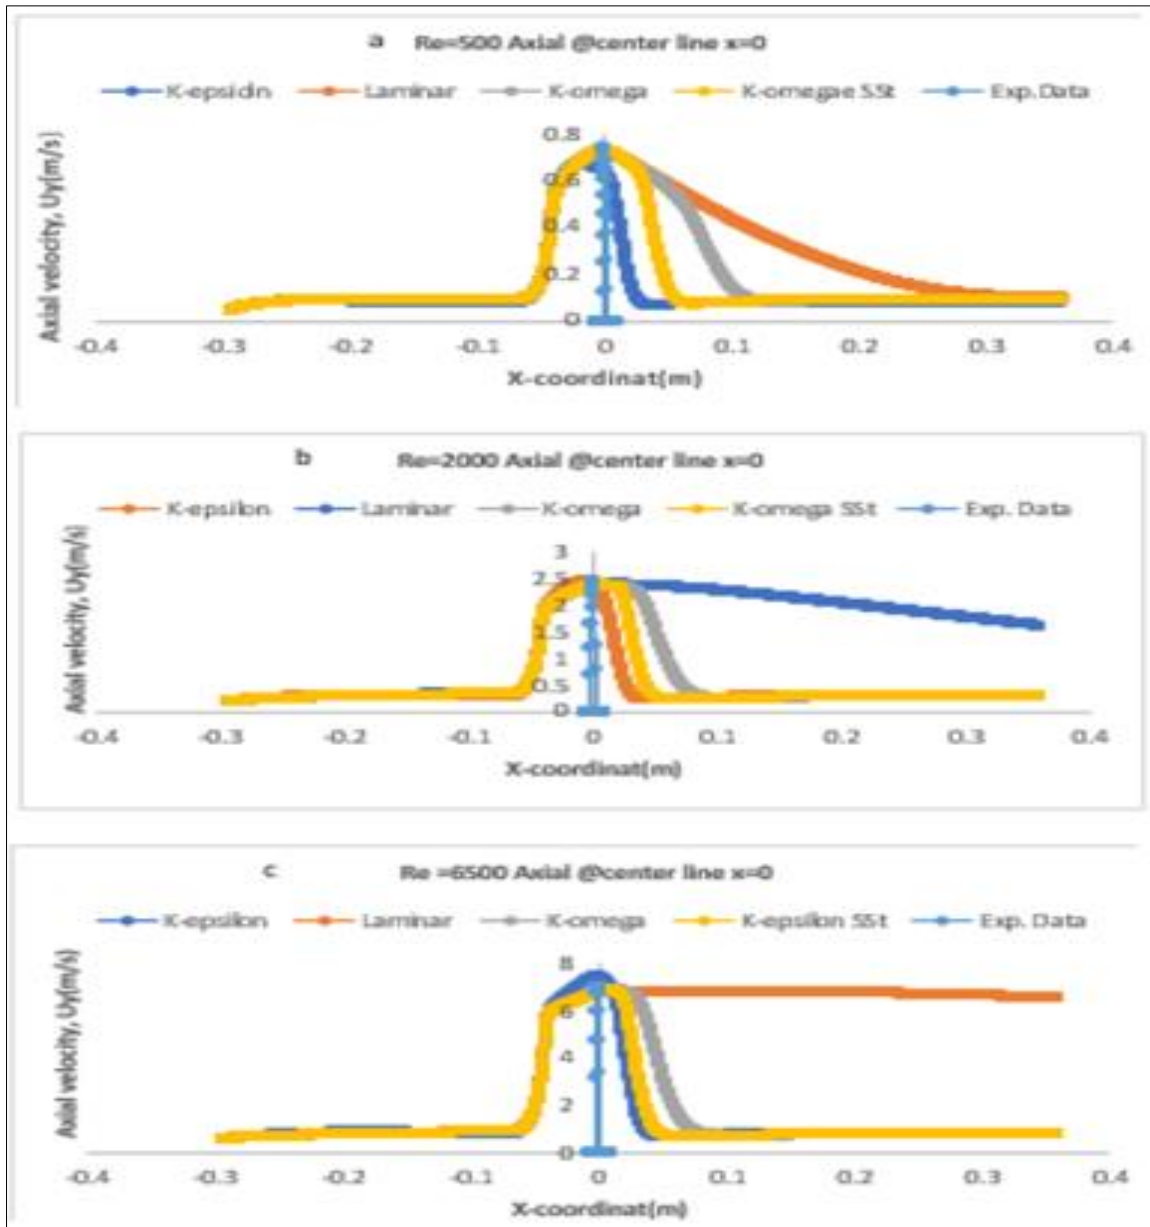 a Re=500 Axial @center line x=0
K-epsidn Laminar K-omega K-omegae SSt Exp.Data
Axial velocity, Uy(m/s)
0.8
0.6
0.4
0.2
0
-0.4 -0.3 -0.2 -0.1 0 0.1 0.2 0.3 0.4
X-coordinat(m)
b Re=2000 Axial @center line x=0
K-epsilon Laminar K-omega K-omega SSt Exp. Data
Axial velocity, Uy(m/s)
3
2.5
2
1.5
1
0.5
0
-0.4 -0.3 -0.2 -0.1 0 0.1 0.2 0.3 0.4
X-coordinat(m)
c Re =6500 Axial @center line x=0
K-epsilon Laminar K-omega K-epsilon SSt Exp. Data
Axial velocity, Uy(m/s)
8
6
4
2
0
-0.4 -0.3 -0.2 -0.1 0 0.1 0.2 0.3 0.4
X-coordinat(m)